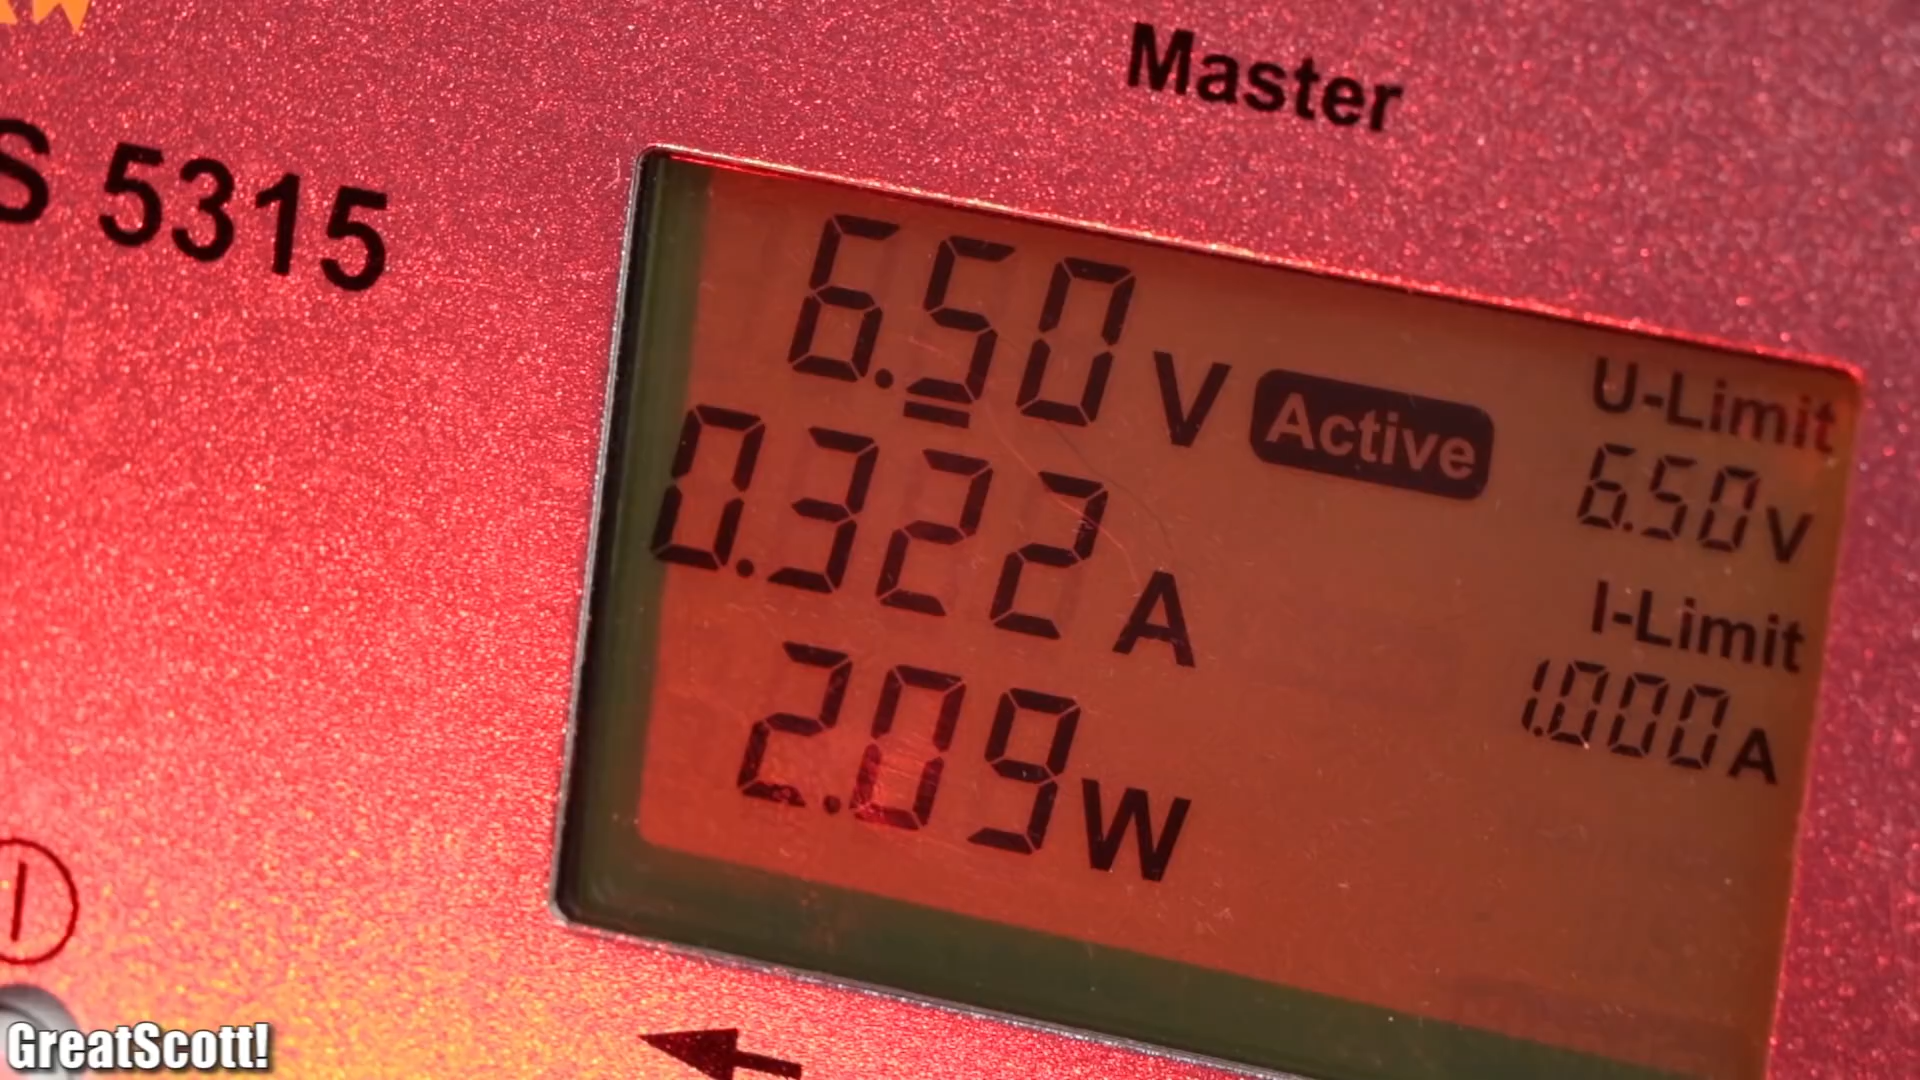 Master
S 5315
6.50 V Active
0.322 A
2.09 W
U-Limit
6.50 V
I-Limit
1.000 A
GreatScott!